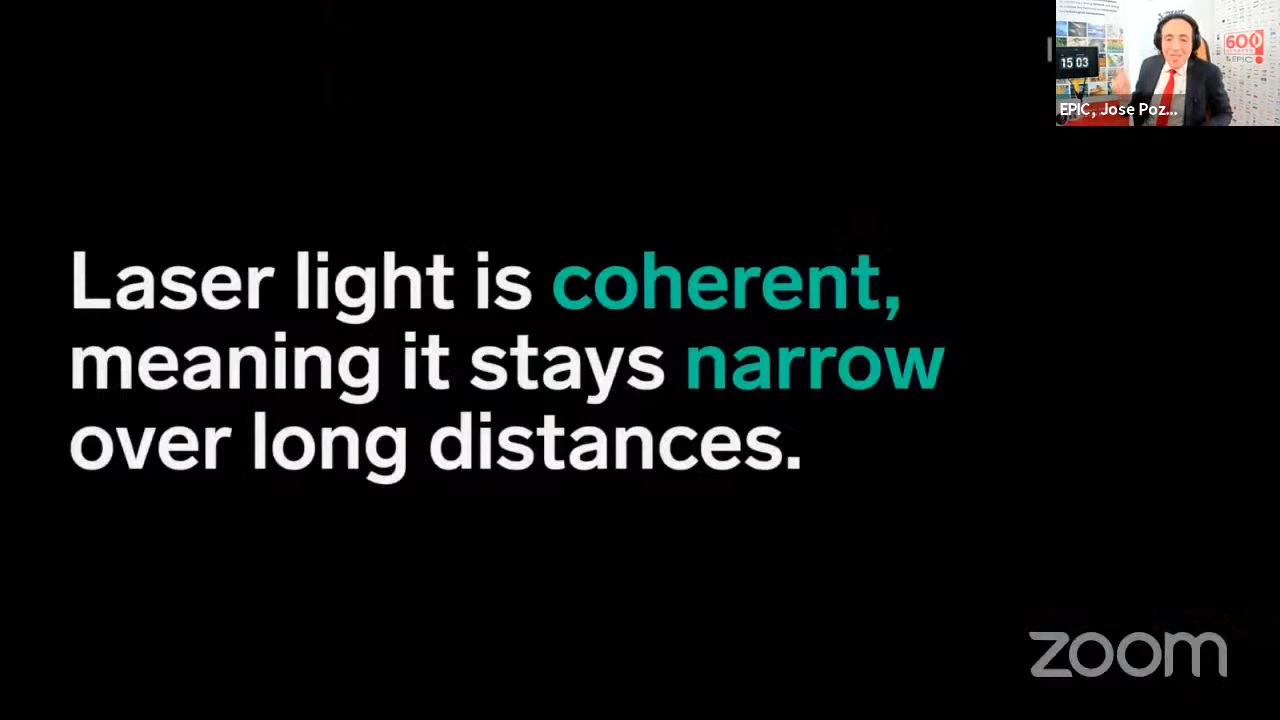 Laser light is coherent,
meaning it stays narrow
over long distances.
15 03
600
EPIC
EPIC, Jose Poz...
zoom